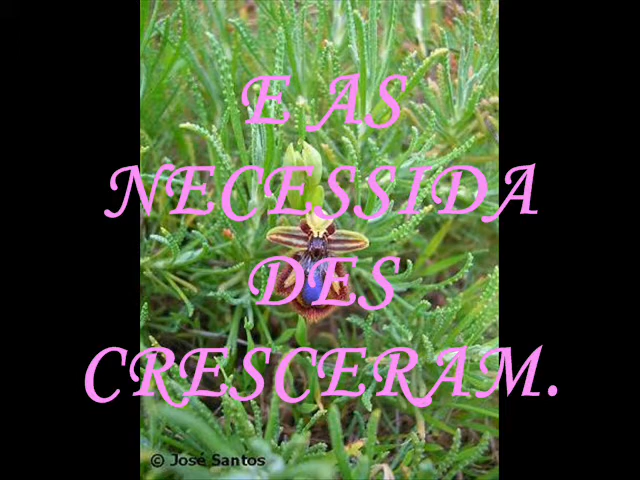 E AS
NECESSIDA
DES
CRESCERAM.
© José Santos